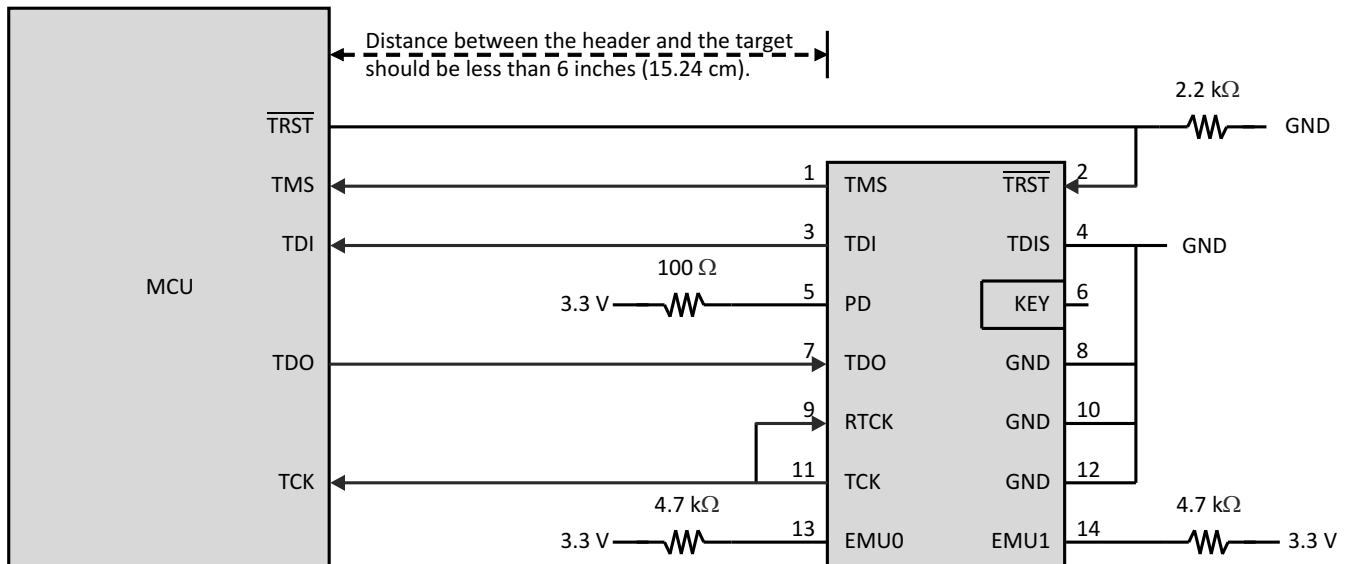 Distance between the header and the target
should be less than 6 inches (15.24 cm).
2.2 kΩ
TRST
GND
TMS
1
TMS
TRST
2
TDI
3
TDI
TDIS
4
GND
100 Ω
MCU
3.3 V
5
PD
KEY
6
TDO
7
TDO
GND
8
9
RTCK
GND
10
TCK
11
TCK
GND
12
4.7 kΩ
4.7 kΩ
3.3 V
13
EMU0
EMU1
14
3.3 V